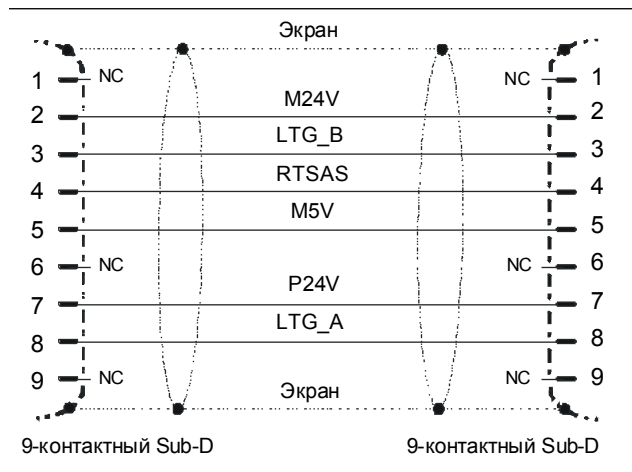 Экран
1 NC NC 1
M24V
2 2
LTG_B
3 3
RTSAS
4 4
M5V
5 5
6 NC NC 6
P24V
7 7
LTG_A
8 8
9 NC NC 9
Экран
9-контактный Sub-D 9-контактный Sub-D